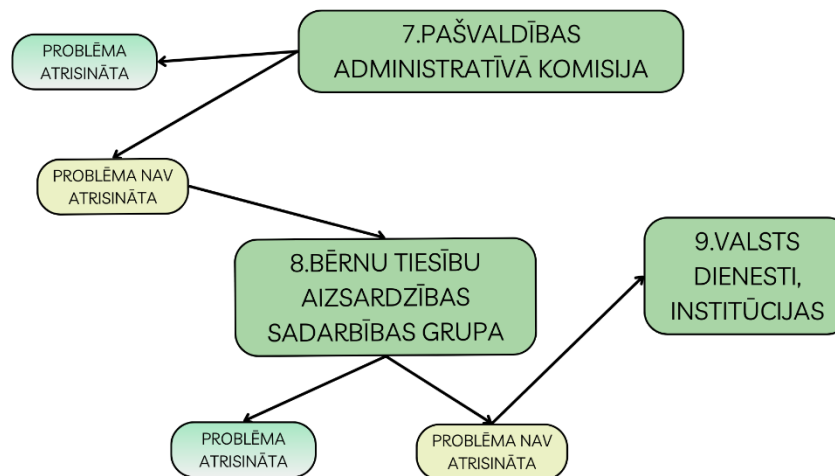 7.PAŠVALDĪBAS
ADMINISTRATĪVĀ KOMISIJA
PROBLĒMA
ATRISINĀTA
PROBLĒMA NAV
ATRISINĀTA
8.BĒRNU TIESĪBU
AIZSARDZĪBAS
SADARBĪBAS GRUPA
9.VALSTS
DIENESTI,
INSTITŪCIJAS
PROBLĒMA
ATRISINĀTA
PROBLĒMA NAV
ATRISINĀTA